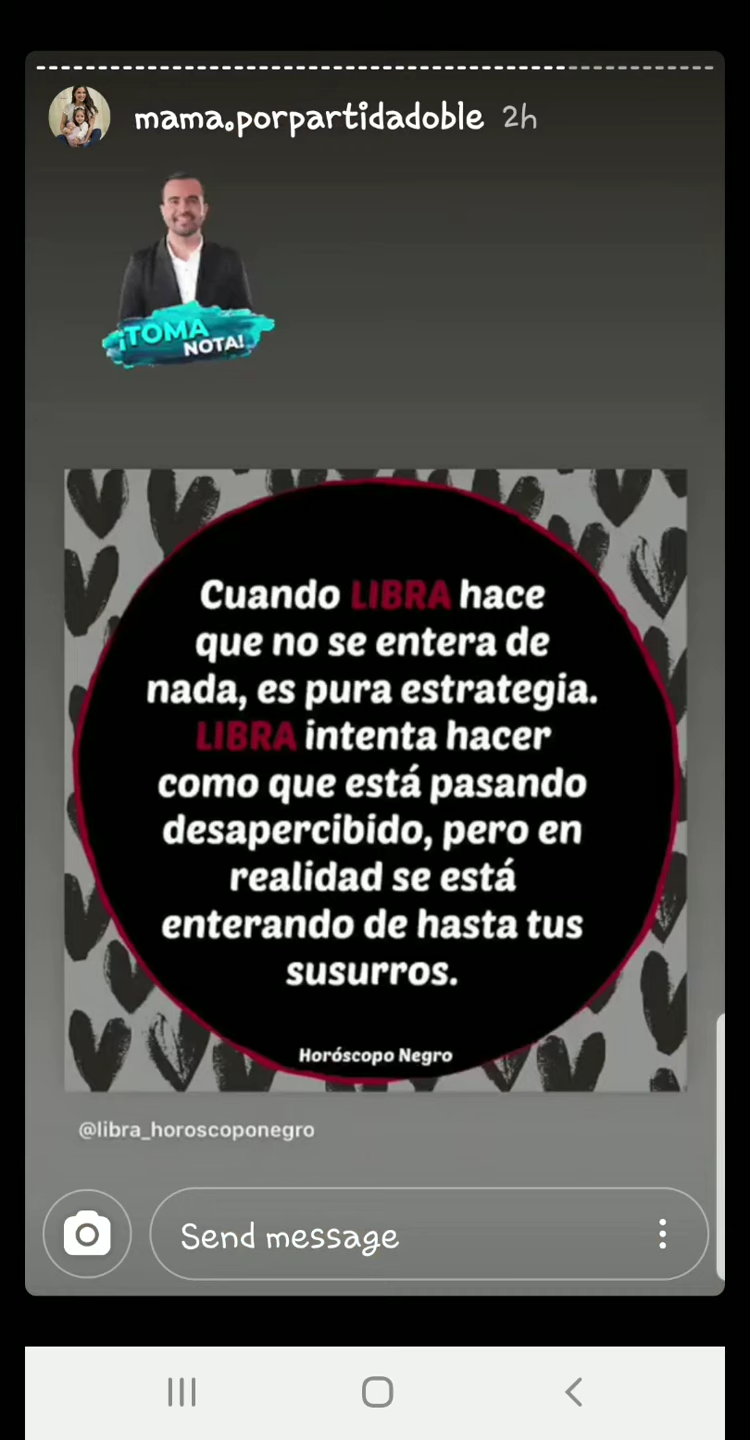 mama.porpartidadoble 2h
¡TOMA
NOTA!
Cuando LIBRA hace
que no se entera de
nada, es pura estrategia.
LIBRA intenta hacer
como que está pasando
desapercibido, pero en
realidad se está
enterando de hasta tus
susurros.
Horóscopo Negro
@libra_horoscoponegro
Send message